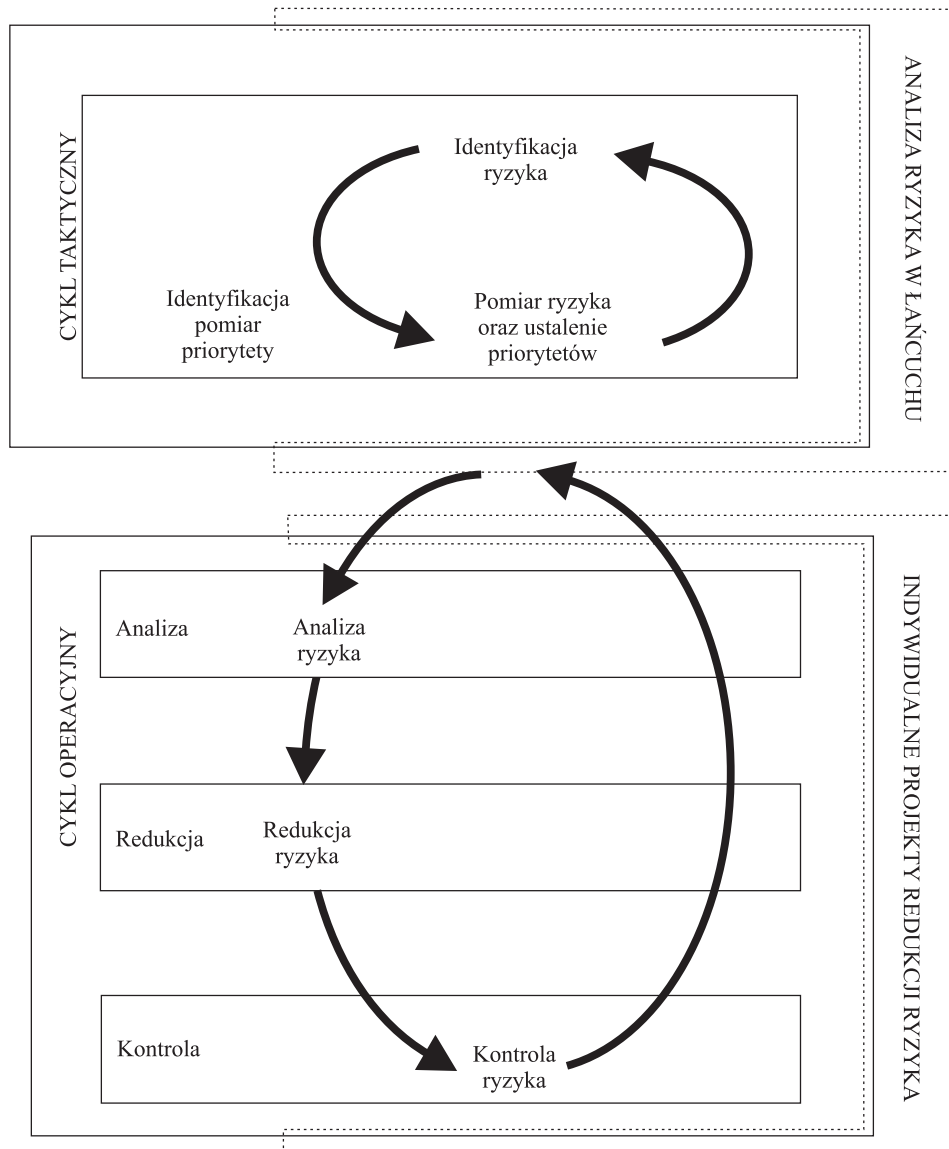 CYKL TAKTYCZNY
Identyfikacja
ryzyka
Identyfikacja
pomiar
priorytety
Pomiar ryzyka
oraz ustalenie
priorytetów
ANALIZA RYZYKA W ŁAŃCUCHU
CYKL OPERACYJNY
Analiza
Analiza
ryzyka
Redukcja
Redukcja
ryzyka
Kontrola
Kontrola
ryzyka
INDYWIDUALNE PROJEKTY REDUKCJI RYZYKA